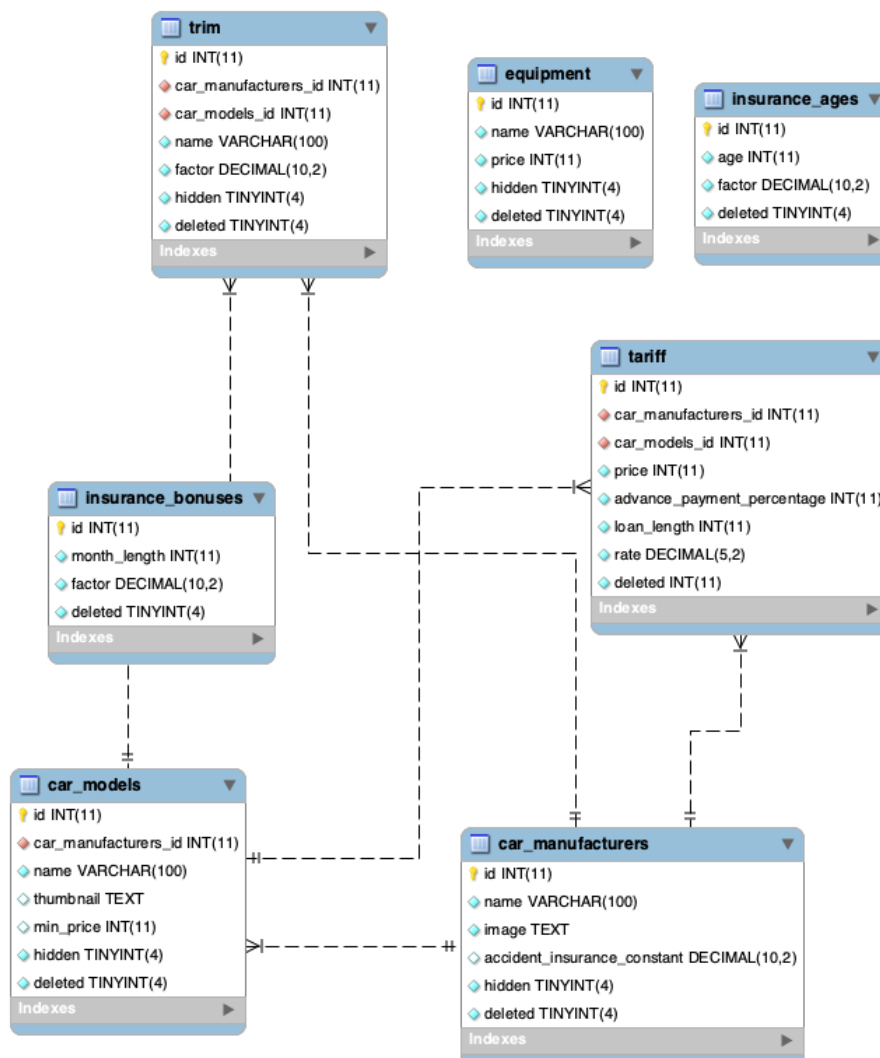 trim
id INT(11)
car_manufacturers_id INT(11)
car_models_id INT(11)
name VARCHAR(100)
factor DECIMAL(10,2)
hidden TINYINT(4)
deleted TINYINT(4)
Indexes
equipment
id INT(11)
name VARCHAR(100)
price INT(11)
hidden TINYINT(4)
deleted TINYINT(4)
Indexes
insurance_ages
id INT(11)
age INT(11)
factor DECIMAL(10,2)
deleted TINYINT(4)
Indexes
tariff
id INT(11)
car_manufacturers_id INT(11)
car_models_id INT(11)
price INT(11)
advance_payment_percentage INT(11)
loan_length INT(11)
rate DECIMAL(5,2)
deleted INT(11)
Indexes
insurance_bonuses
id INT(11)
month_length INT(11)
factor DECIMAL(10,2)
deleted TINYINT(4)
Indexes
car_models
id INT(11)
car_manufacturers_id INT(11)
name VARCHAR(100)
thumbnail TEXT
min_price INT(11)
hidden TINYINT(4)
deleted TINYINT(4)
Indexes
car_manufacturers
id INT(11)
name VARCHAR(100)
image TEXT
accident_insurance_constant DECIMAL(10,2)
hidden TINYINT(4)
deleted TINYINT(4)
Indexes